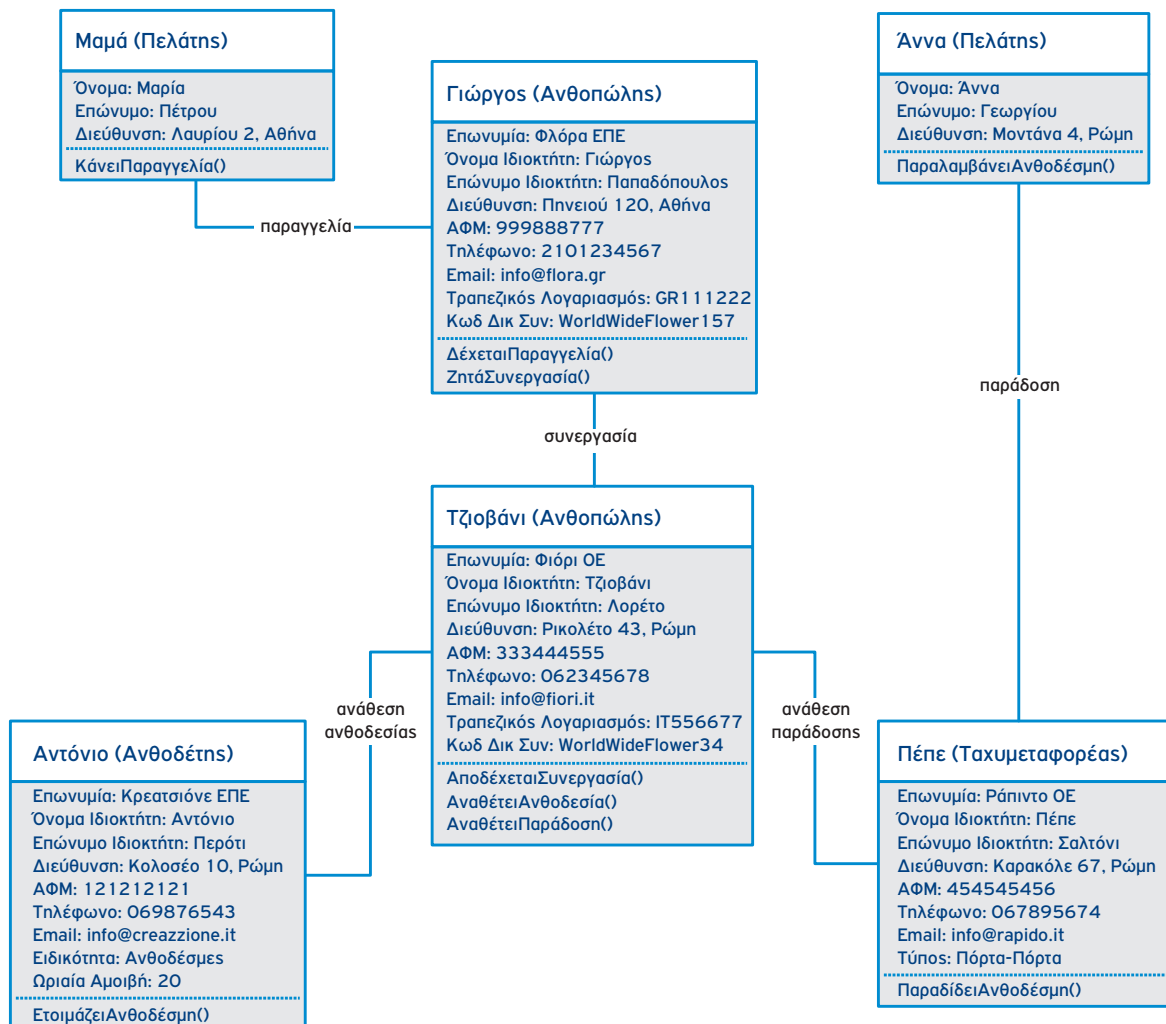 Μαμά (Πελάτης)
Όνομα: Μαρία
Επώνυμο: Πέτρου
Διεύθυνση: Λαυρίου 2, Αθήνα
ΚάνειΠαραγγελία()
παραγγελία
Γιώργος (Ανθοπώλης)
Επωνυμία: Φλόρα ΕΠΕ
Όνομα Ιδιοκτήτη: Γιώργος
Επώνυμο Ιδιοκτήτη: Παπαδόπουλος
Διεύθυνση: Πηνειού 120, Αθήνα
ΑΦΜ: 999888777
Τηλέφωνο: 2101234567
Email: info@flora.gr
Τραπεζικός Λογαριασμός: GR111222
Κωδ Δικ Συν: WorldWideFlower157
ΔέχεταιΠαραγγελία()
ΖητάΣυνεργασία()
Άννα (Πελάτης)
Όνομα: Άννα
Επώνυμο: Γεωργίου
Διεύθυνση: Μοντάνα 4, Ρώμη
ΠαραλαμβάνειΑνθοδέσμη()
παράδοση
συνεργασία
Τζιοβάνι (Ανθοπώλης)
Επωνυμία: Φιόρι ΟΕ
Όνομα Ιδιοκτήτη: Τζιοβάνι
Επώνυμο Ιδιοκτήτη: Λορέτο
Διεύθυνση: Ρικολέτο 43, Ρώμη
ΑΦΜ: 333444555
Τηλέφωνο: 062345678
Email: info@fiori.it
Τραπεζικός Λογαριασμός: IT556677
Κωδ Δικ Συν: WorldWideFlower34
ΑποδέχεταιΣυνεργασία()
ΑναθέτειΑνθοδεσία()
ΑναθέτειΠαράδοση()
ανάθεση
ανθοδεσίας
ανάθεση
παράδοσης
Αντόνιο (Ανθοδέτης)
Επωνυμία: Κρεατσιόνε ΕΠΕ
Όνομα Ιδιοκτήτη: Αντόνιο
Επώνυμο Ιδιοκτήτη: Περότι
Διεύθυνση: Κολοσέο 10, Ρώμη
ΑΦΜ: 121212121
Τηλέφωνο: 069876543
Email: info@creazzione.it
Ειδικότητα: Ανθοδέσμες
Ωριαία Αμοιβή: 20
ΕτοιμάζειΑνθοδέσμη()
Πέπε (Ταχυμεταφορέας)
Επωνυμία: Ράπιντο ΟΕ
Όνομα Ιδιοκτήτη: Πέπε
Επώνυμο Ιδιοκτήτη: Σαλτόνι
Διεύθυνση: Καρακόλε 67, Ρώμη
ΑΦΜ: 454545456
Τηλέφωνο: 067895674
Email: info@rapido.it
Τύπος: Πόρτα-Πόρτα
ΠαραδίδειΑνθοδέσμη()